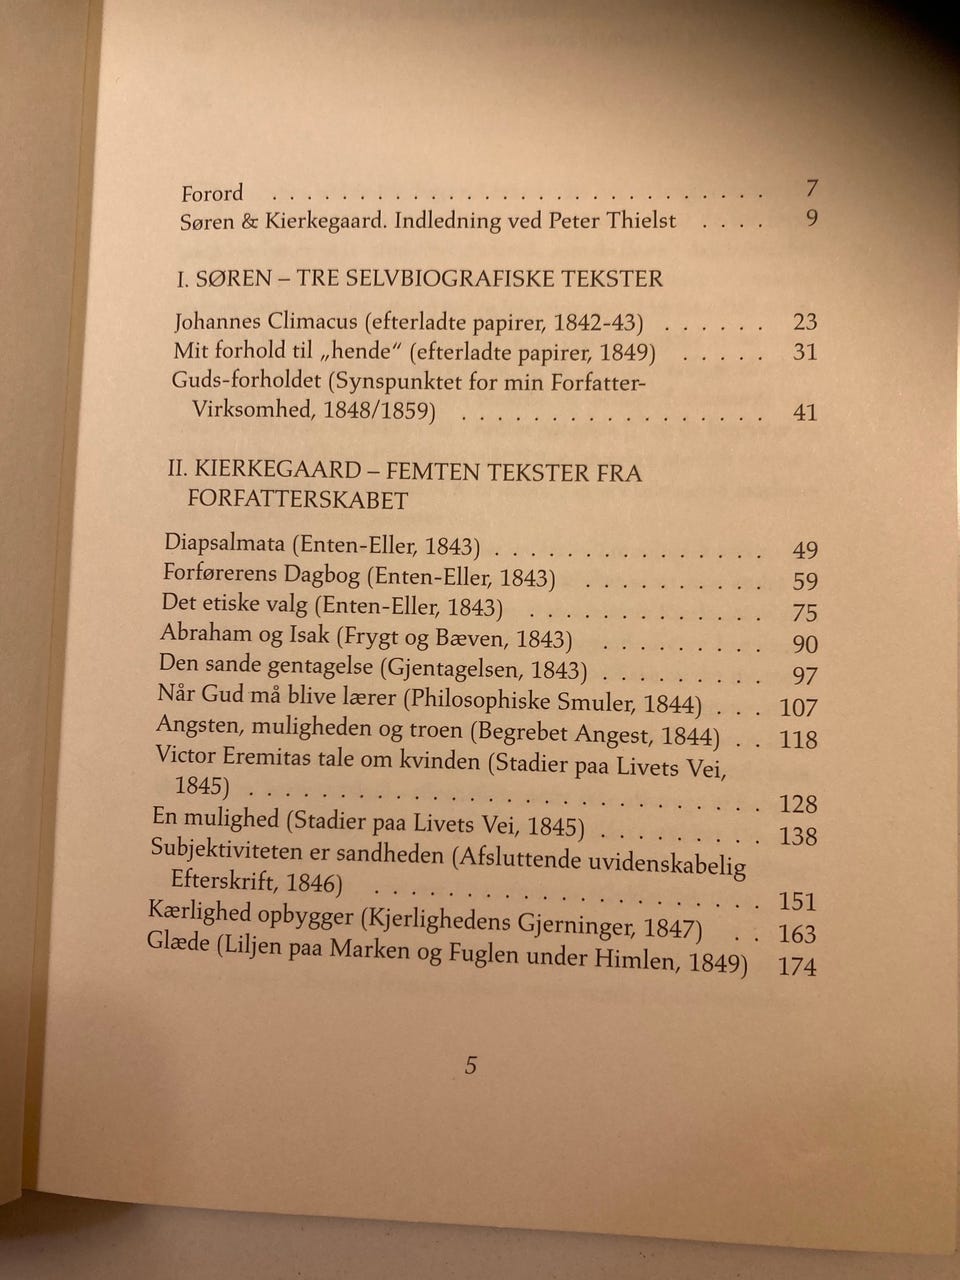 Forord . . . . . . . . . . . . . . . . . . . . . . . . . . . . . 7
Søren & Kierkegaard. Indledning ved Peter Thielst . . . . 9
I. SØREN – TRE SELVBIOGRAFISKE TEKSTER
Johannes Climacus (efterladte papirer, 1842-43) . . . . . . 23
Mit forhold til „hende“ (efterladte papirer, 1849) . . . . . 31
Guds-forholdet (Synspunktet for min Forfatter-
Virksomhed, 1848/1859) . . . . . . . . . . . . . . . . . . 41
II. KIERKEGAARD – FEMTEN TEKSTER FRA
FORFATTERSKABET
Diapsalmata (Enten-Eller, 1843) . . . . . . . . . . . . . . . 49
Forførerens Dagbog (Enten-Eller, 1843) . . . . . . . . . . 59
Det etiske valg (Enten-Eller, 1843) . . . . . . . . . . . . . 75
Abraham og Isak (Frygt og Bæven, 1843) . . . . . . . . . 90
Den sande gentagelse (Gjentagelsen, 1843) . . . . . . . . . 97
Når Gud må blive lærer (Philosophiske Smuler, 1844) . . . 107
Angsten, muligheden og troen (Begrebet Angest, 1844) . . 118
Victor Eremitas tale om kvinden (Stadier paa Livets Vei,
1845) . . . . . . . . . . . . . . . . . . . . . . . . . . . . . 128
En mulighed (Stadier paa Livets Vei, 1845) . . . . . . . . . 138
Subjektiviteten er sandheden (Afsluttende uvidenskabelig
Efterskrift, 1846) . . . . . . . . . . . . . . . . . . . . . . 151
Kærlighed opbygger (Kjerlighedens Gjerninger, 1847) . . 163
Glæde (Liljen paa Marken og Fuglen under Himlen, 1849) 174
5